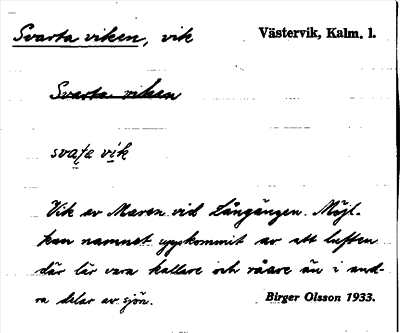 Svarta viken, vik Västervik, Kalm. l.
Svarta viken
svaṭa vik
Vik av Maren vid Långängen. Möjl.
kan namnet uppkommit av att luften
där lär vara kallare och råare än i and-
ra delar av sjön. Birger Olsson 1933.